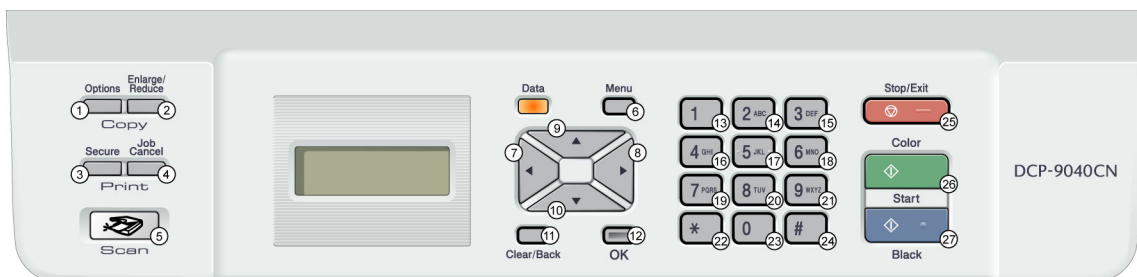 Options
Enlarge/
Reduce
1
2
Copy
Secure
Job
Cancel
3
4
Print
5
Scan
Data
Menu
6
9
7
8
10
11
12
Clear/Back
OK
1 13
2 ABC 14
3 DEF 15
4 GHI 16
5 JKL 17
6 MNO 18
7 PQRS 19
8 TUV 20
9 WXYZ 21
* 22
0 23
# 24
Stop/Exit
25
Color
26
Start
27
Black
DCP-9040CN